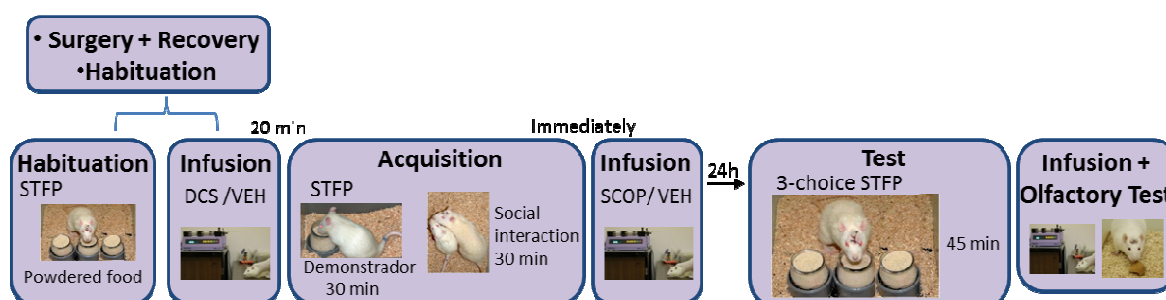 • Surgery + Recovery
•Habituation
20 min
Immediately
Habituation
STFP
Powdered food
Infusion
DCS /VEH
Acquisition
STFP
Demonstrador
30 min
Social
interaction
30 min
Infusion
SCOP/ VEH
24h
Test
3-choice STFP
45 min
Infusion +
Olfactory Test